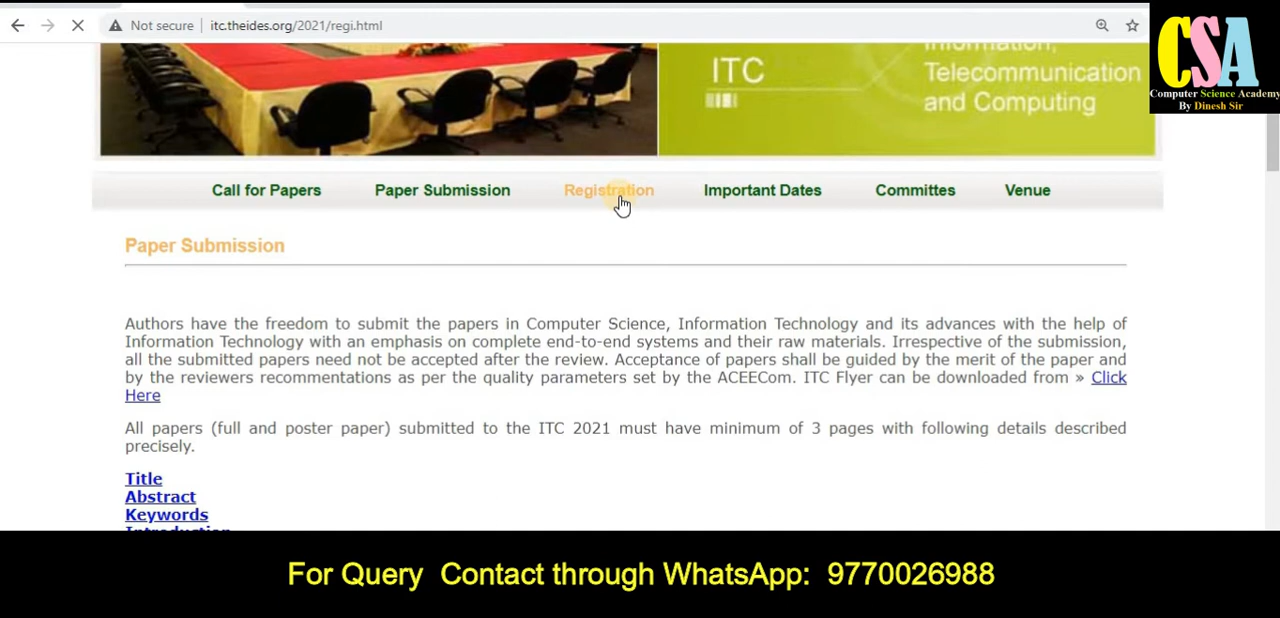 Not secure | itc.theides.org/2021/regi.html
CSA
Computer Science Academy
By Dinesh Sir
ITC
Information,
Telecommunication
and Computing
Call for Papers Paper Submission Registration Important Dates Committes Venue
Paper Submission
Authors have the freedom to submit the papers in Computer Science, Information Technology and its advances with the help of
Information Technology with an emphasis on complete end-to-end systems and their raw materials. Irrespective of the submission,
all the submitted papers need not be accepted after the review. Acceptance of papers shall be guided by the merit of the paper and
by the reviewers recommentations as per the quality parameters set by the ACEECom. ITC Flyer can be downloaded from » Click
Here
All papers (full and poster paper) submitted to the ITC 2021 must have minimum of 3 pages with following details described
precisely.
Title
Abstract
Keywords
Introduction
For Query Contact through WhatsApp: 9770026988